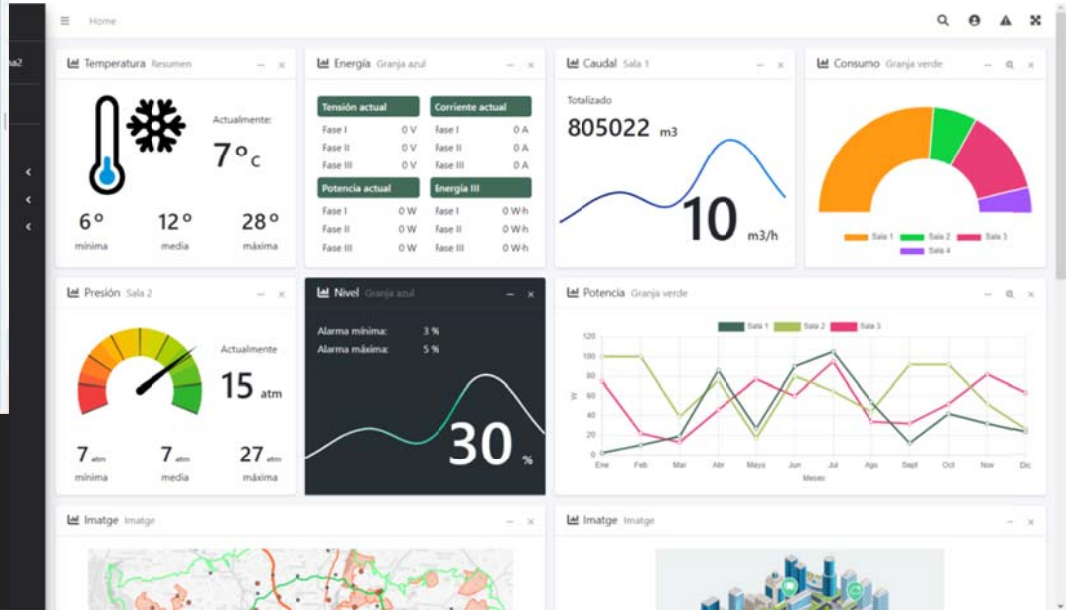 Home
na2
Temperatura Resumen
Actualmente:
7° c
6° 12° 28°
mínima media máxima
Energía Granja azul
Tensión actual
Fase I 0 V
Fase II 0 V
Fase III 0 V
Corriente actual
Fase I 0 A
Fase II 0 A
Fase III 0 A
Potencia actual
Fase I 0 W
Fase II 0 W
Fase III 0 W
Energía III
Fase I 0 W·h
Fase II 0 W·h
Fase III 0 W·h
Caudal Sala 1
Totalizado
805022 m3
10 m3/h
Consumo Granja verde
Sala 1 Sala 2 Sala 3
Sala 4
Presión Sala 2
Actualmente
15 atm
7 atm 7 atm 27 atm
mínima media máxima
Nivel Granja azul
Alarma mínima: 3 %
Alarma máxima: 5 %
30 %
Potencia Granja verde
Sala 1 Sala 2 Sala 3
120
100
80
60
40
20
0
W
Ene Feb Mar Abr Mayo Jun Jul Ago Sept Oct Nov Dic
Meses
Imatge Imatge
Imatge Imatge